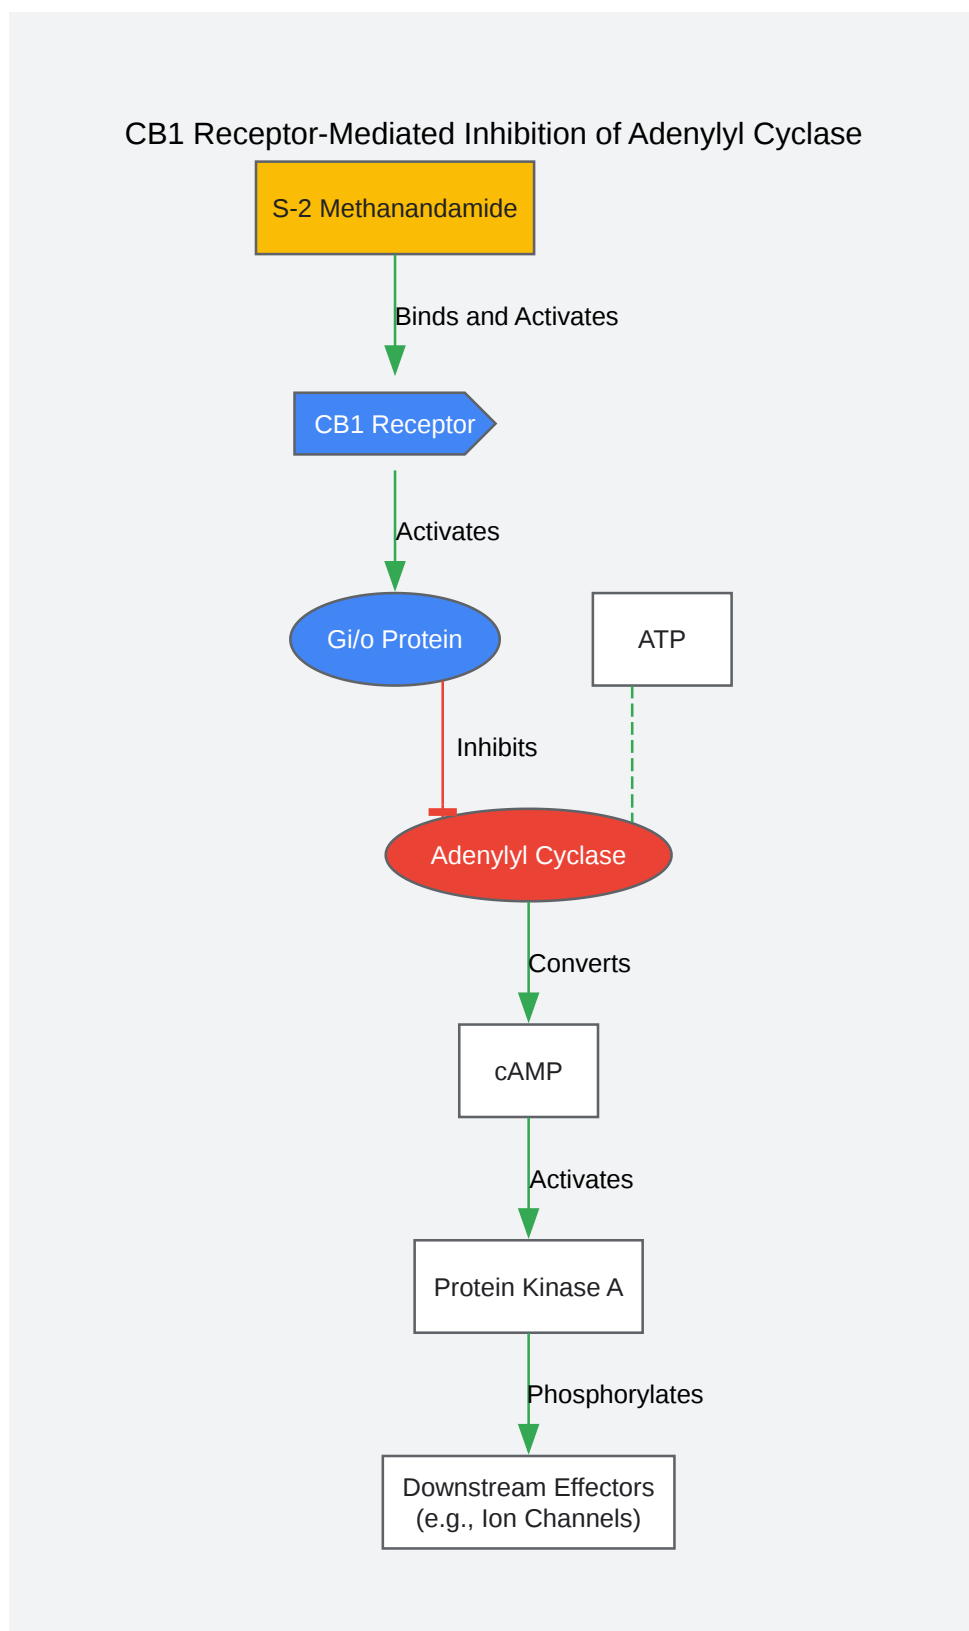 CB1 Receptor-Mediated Inhibition of Adenylyl Cyclase
S-2 Methanandamide
Binds and Activates
CB1 Receptor
Activates
Gi/o Protein
ATP
Inhibits
Adenylyl Cyclase
Converts
cAMP
Activates
Protein Kinase A
Phosphorylates
Downstream Effectors
(e.g., Ion Channels)